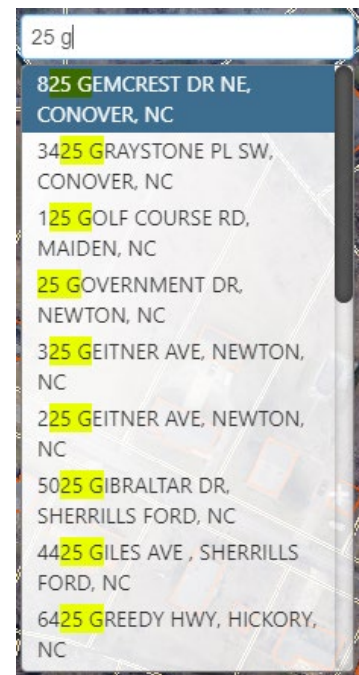 25 g
825 GEMCREST DR NE,
CONOVER, NC
3425 GRAYSTONE PL SW,
CONOVER, NC
125 GOLF COURSE RD,
MAIDEN, NC
25 GOVERNMENT DR,
NEWTON, NC
325 GEITNER AVE, NEWTON,
NC
225 GEITNER AVE, NEWTON,
NC
5025 GIBRALTAR DR,
SHERRILLS FORD, NC
4425 GILES AVE , SHERRILLS
FORD, NC
6425 GREEDY HWY, HICKORY,
NC